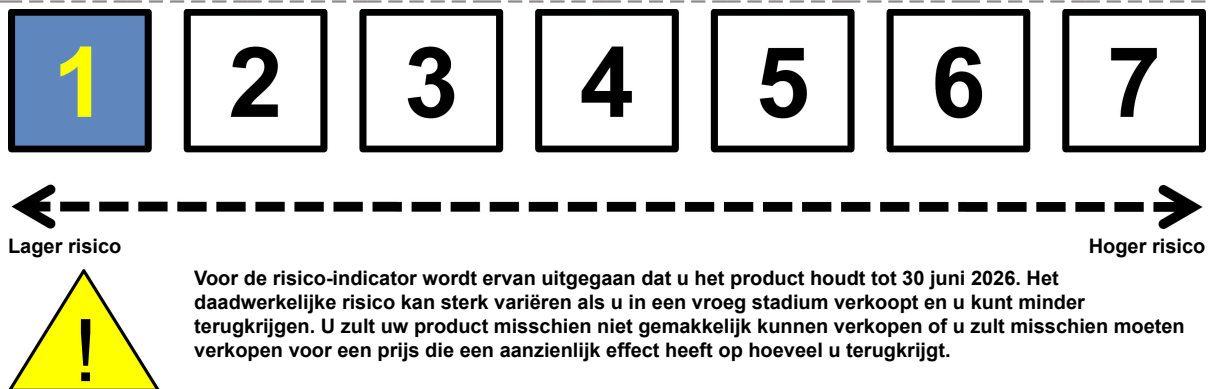 1 2 3 4 5 6 7
Lager risico Hoger risico
Voor de risico-indicator wordt ervan uitgegaan dat u het product houdt tot 30 juni 2026. Het
daadwerkelijke risico kan sterk variëren als u in een vroeg stadium verkoopt en u kunt minder
terugkrijgen. U zult uw product misschien niet gemakkelijk kunnen verkopen of u zult misschien moeten
verkopen voor een prijs die een aanzienlijk effect heeft op hoeveel u terugkrijgt.
!